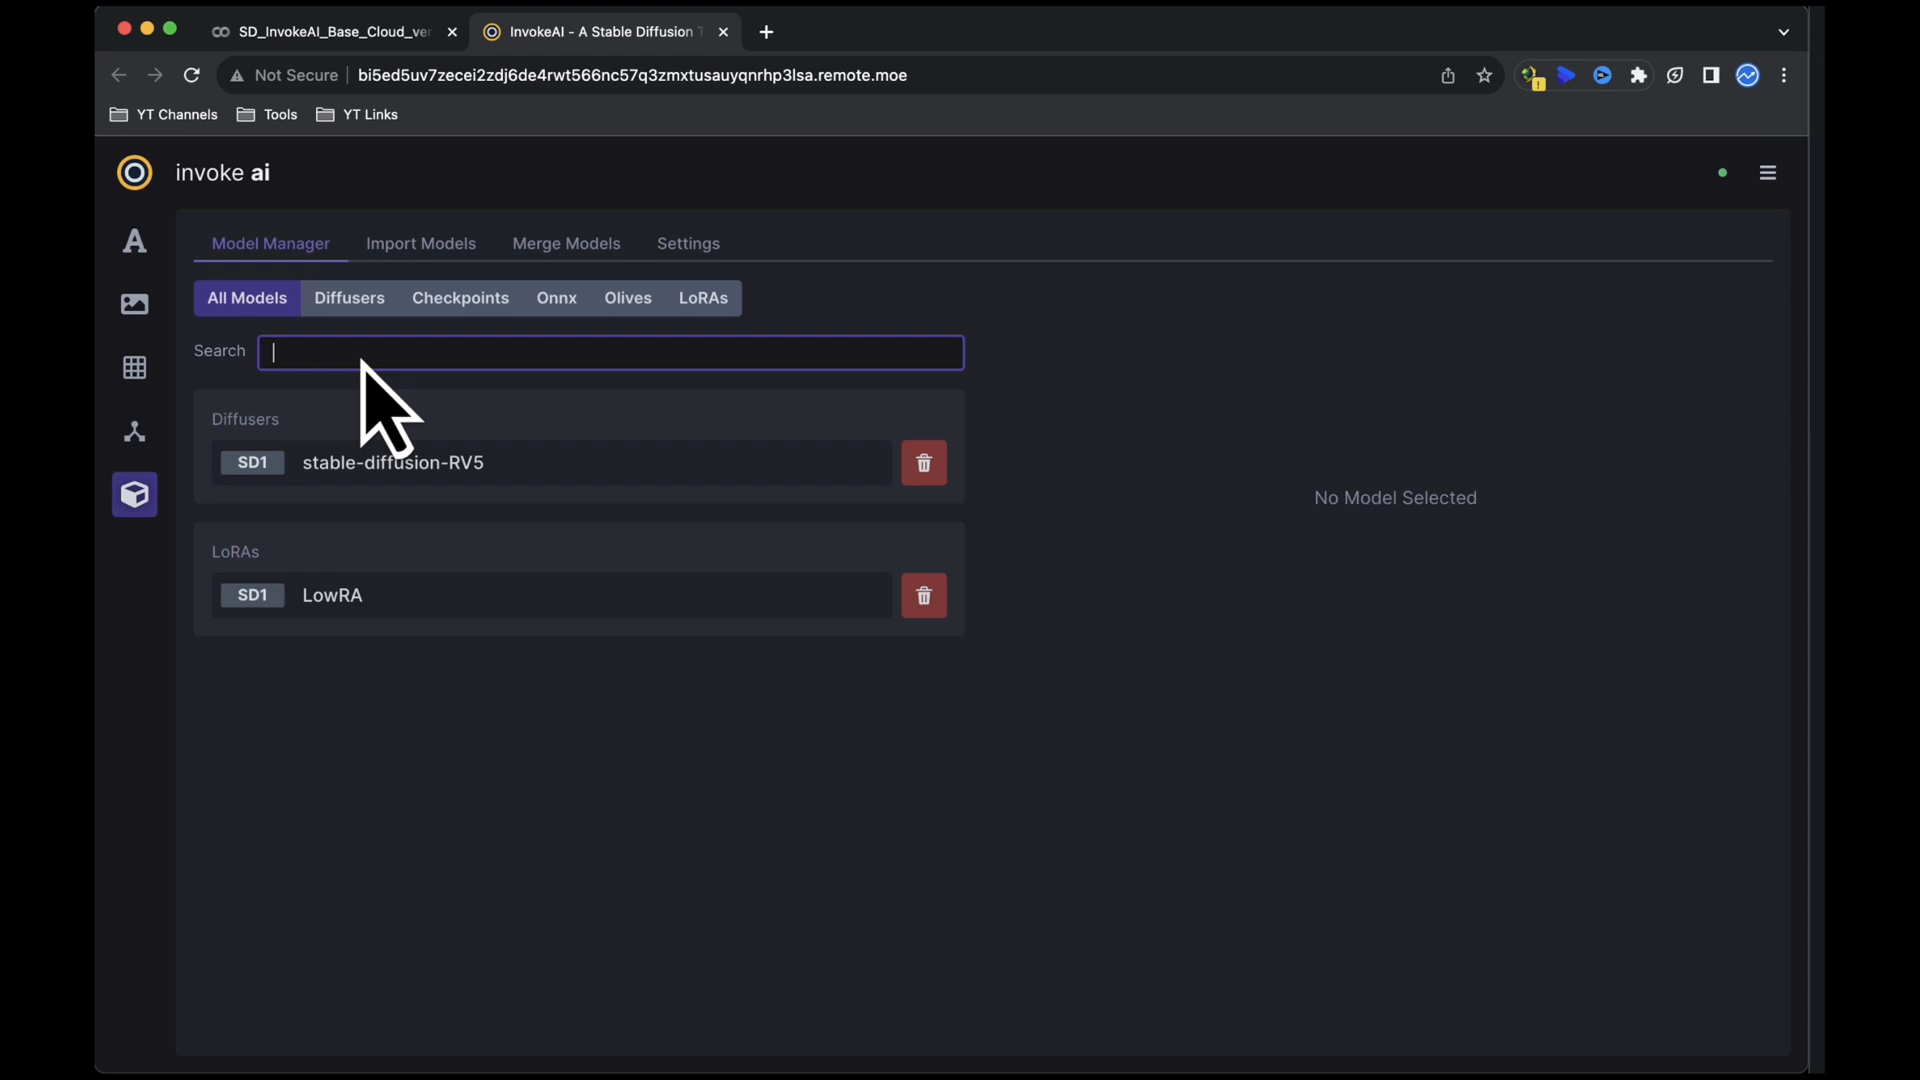 SD_InvokeAI_Base_Cloud_ver
InvokeAI - A Stable Diffusion T
Not Secure
bi5ed5uv7zecei2zdj6de4rwt566nc57q3zmxtusauyqnrhp3lsa.remote.moe
YT Channels
Tools
YT Links
invoke ai
Model Manager
Import Models
Merge Models
Settings
All Models
Diffusers
Checkpoints
Onnx
Olives
LoRAs
Search
Diffusers
SD1
stable-diffusion-RV5
No Model Selected
LoRAs
SD1
LowRA